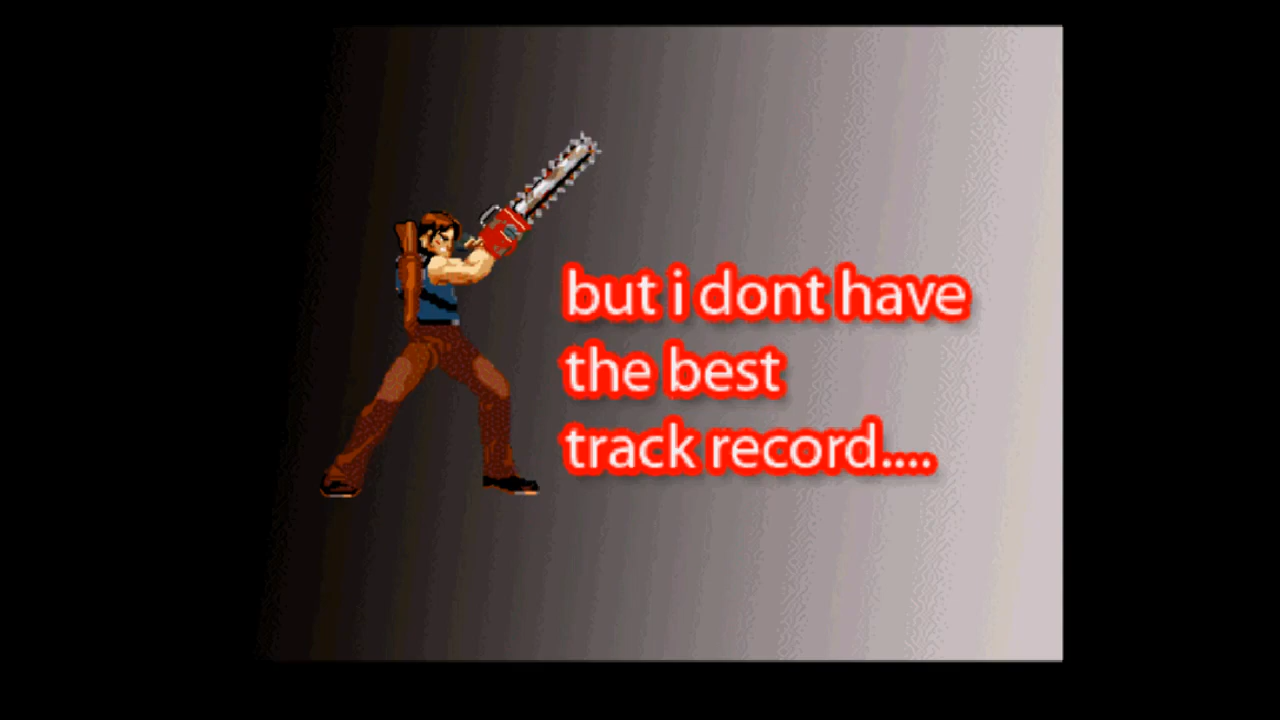 but i dont have
the best
track record....